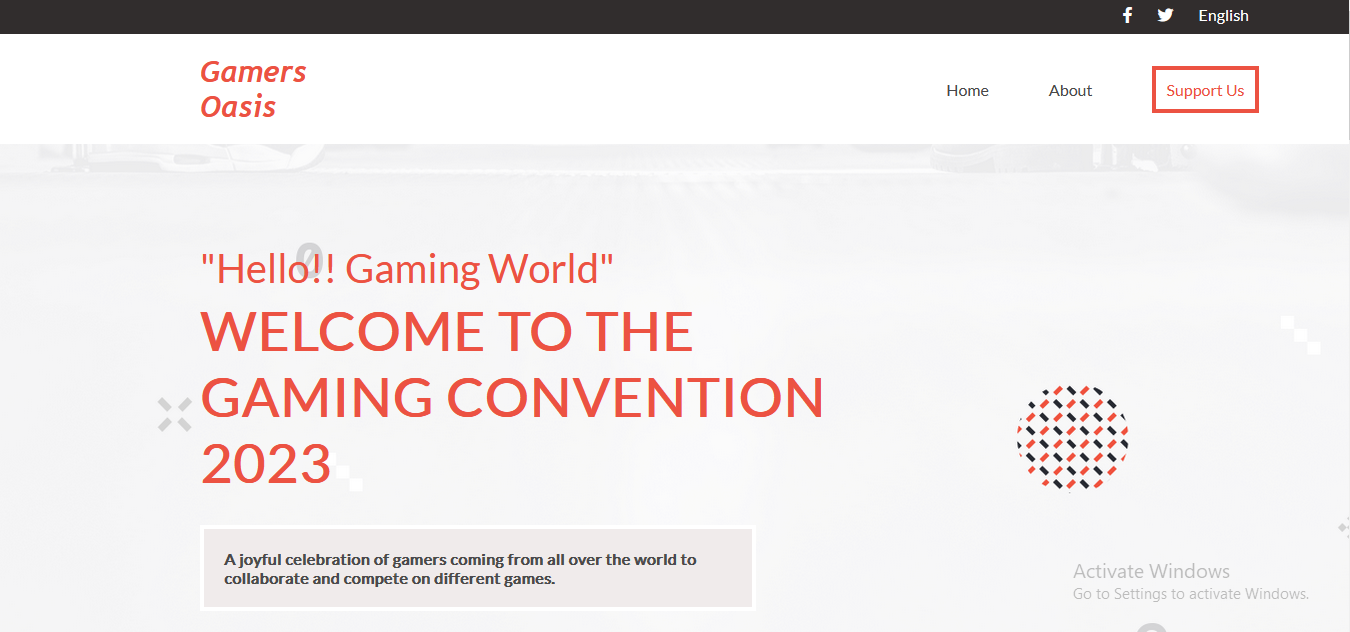 English
Gamers
Oasis
Home
About
Support Us
"Hello!! Gaming World"
WELCOME TO THE
GAMING CONVENTION
2023
A joyful celebration of gamers coming from all over the world to
collaborate and compete on different games.
Activate Windows
Go to Settings to activate Windows.